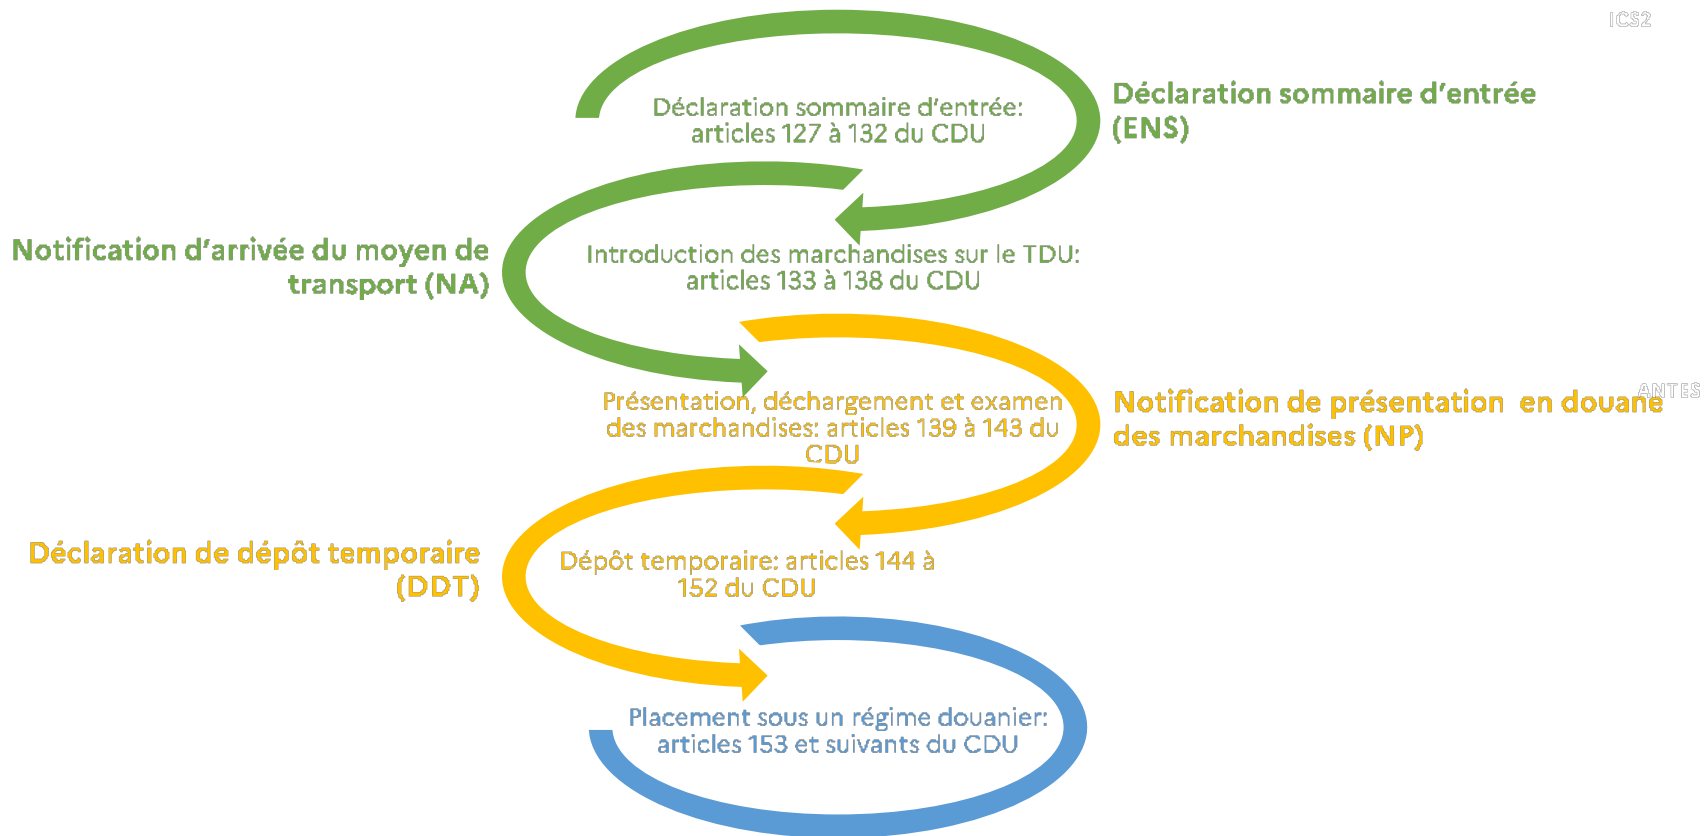 ICS2
Déclaration sommaire d'entrée:
articles 127 à 132 du CDU
Déclaration sommaire d'entrée
(ENS)
Notification d'arrivée du moyen de
transport (NA)
Introduction des marchandises sur le TDU:
articles 133 à 138 du CDU
Présentation, déchargement et examen
des marchandises: articles 139 à 143 du
CDU
ANTES
Notification de présentation en douane
des marchandises (NP)
Déclaration de dépôt temporaire
(DDT)
Dépôt temporaire: articles 144 à
152 du CDU
Placement sous un régime douanier:
articles 153 et suivants du CDU